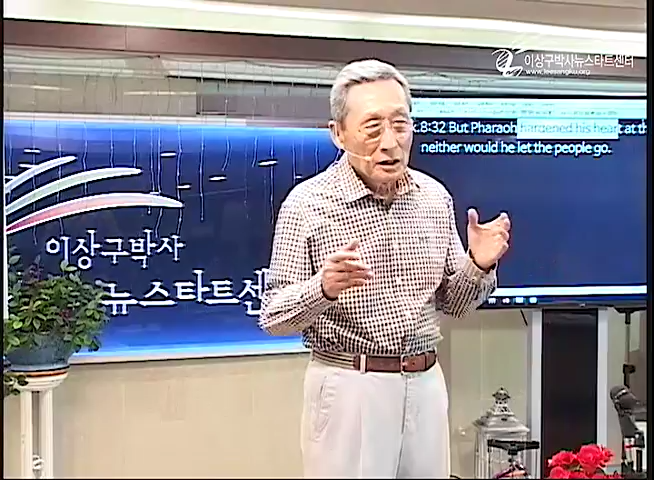 이상구박사뉴스타트센터
www.leesangku.org
8:32 But Pharaoh hardened his heart at th
neither would he let the people go.
이상구박사
뉴스타트센